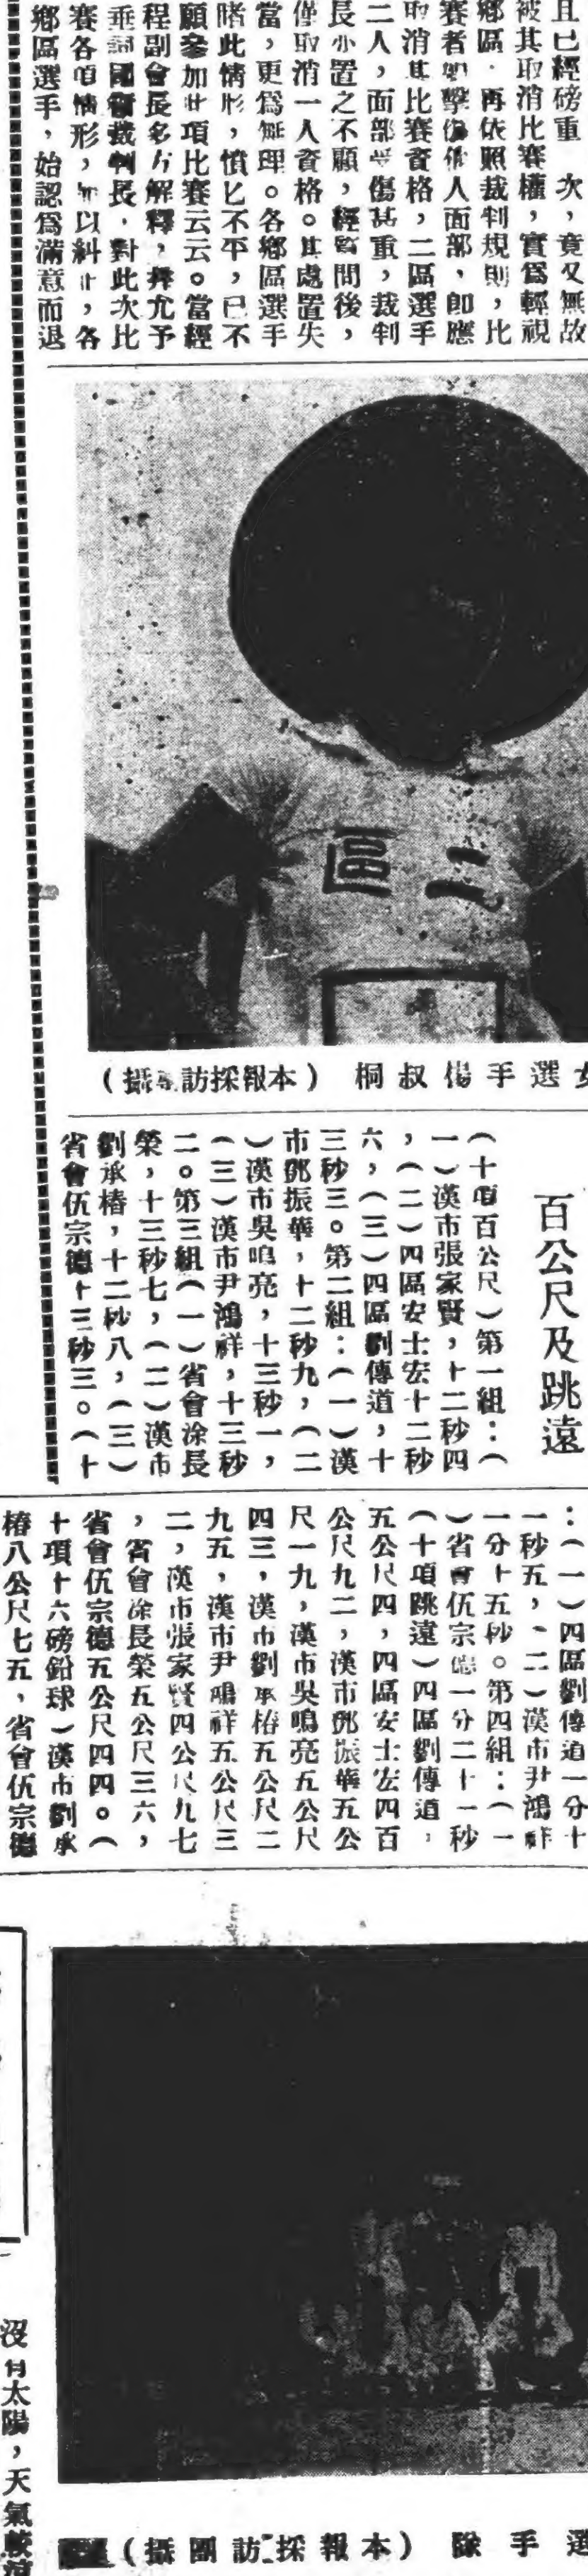 且已經磅重　次，竟又無故
被其取消比賽權，實爲輕視
鄉區，再依照裁判規則，比
賽者如擊傷他人面部，即應
取消其比賽資格，二區選手
二人，面部受傷甚重，裁判
長小置之不顧，經質問後，
僅取消一人資格。其處置失
當，更爲無理。各鄉區選手
睹此情形，憤匕不平，已不
願參加此項比賽云云。當經
程副會長多方解釋，并允予
垂詢國術裁判長，對此次比
賽各項情形，加以糾正，各
鄉區選手，始認爲滿意而退
區二
（攝　訪採報本）　桐叔楊手選女
百公尺及跳遠
（十項百公尺）第一組：（
一）漢市張家賢，十二秒四
，（二）四區安士宏十二秒
六，（三）四區劉傳道，十
三秒三。第二組：（一）漢
市鄧振華，十二秒九，（二
）漢市吳鳴亮，十三秒一，
（三）漢市尹鴻祥，十三秒
二。第三組（一）省會涂長
榮，十三秒七，（二）漢市
劉承椿，十二秒八，（三）
省會伍宗德十三秒三。（十
：（一）四區劉傳道一分十
一秒五，（二）漢市尹鴻祥
一分十五秒。第四組：（一
）省會伍宗德一分二十一秒
（十項跳遠）四區劉傳道，
五公尺四，四區安士宏四百
公尺九二，漢市鄧振華五公
尺一九，漢市吳鳴亮五公尺
四三，漢市劉承椿五公尺二
九五，漢市尹鴻祥五公尺三
二，漢市張家賢四公尺九七
，省會涂長榮五公尺三六，
省會伍宗德五公尺四四。（
十項十六磅鉛球）漢市劉承
椿八公尺七五，省會伍宗德
（攝團訪採報本）　隊手選
沒有太陽，天氣